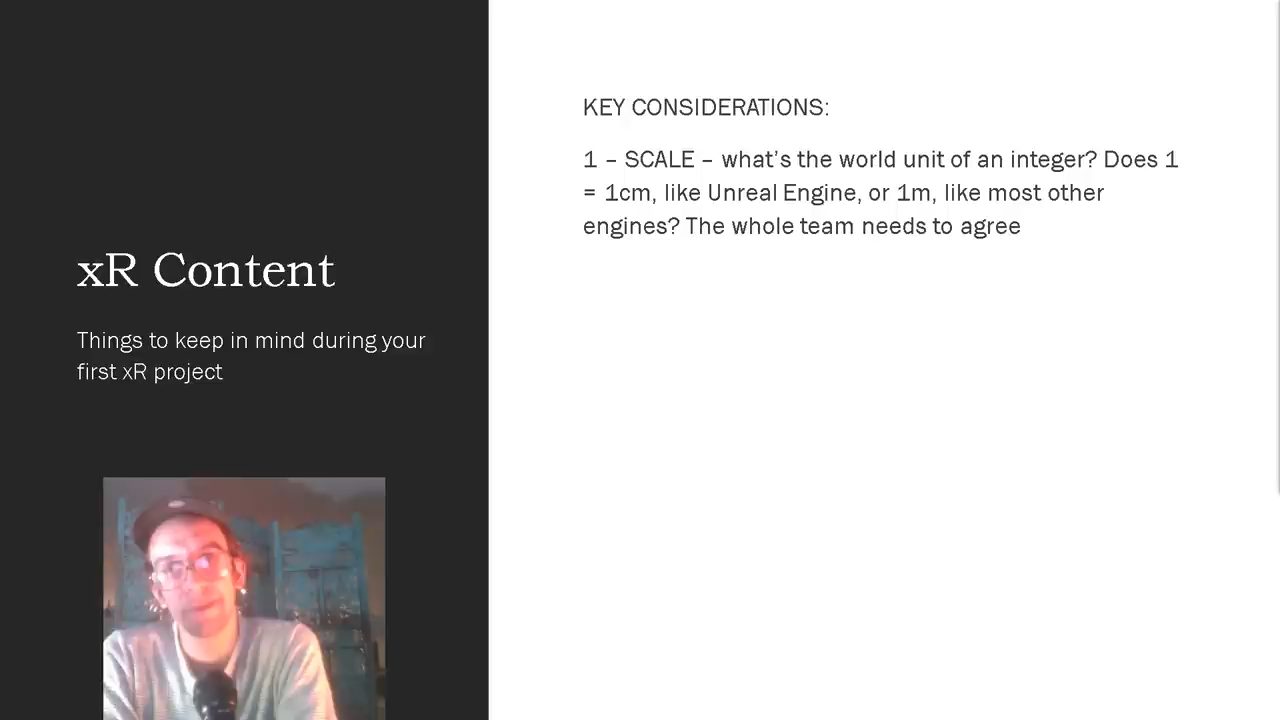 xR Content
Things to keep in mind during your
first xR project
KEY CONSIDERATIONS:
1 – SCALE – what’s the world unit of an integer? Does 1
= 1cm, like Unreal Engine, or 1m, like most other
engines? The whole team needs to agree